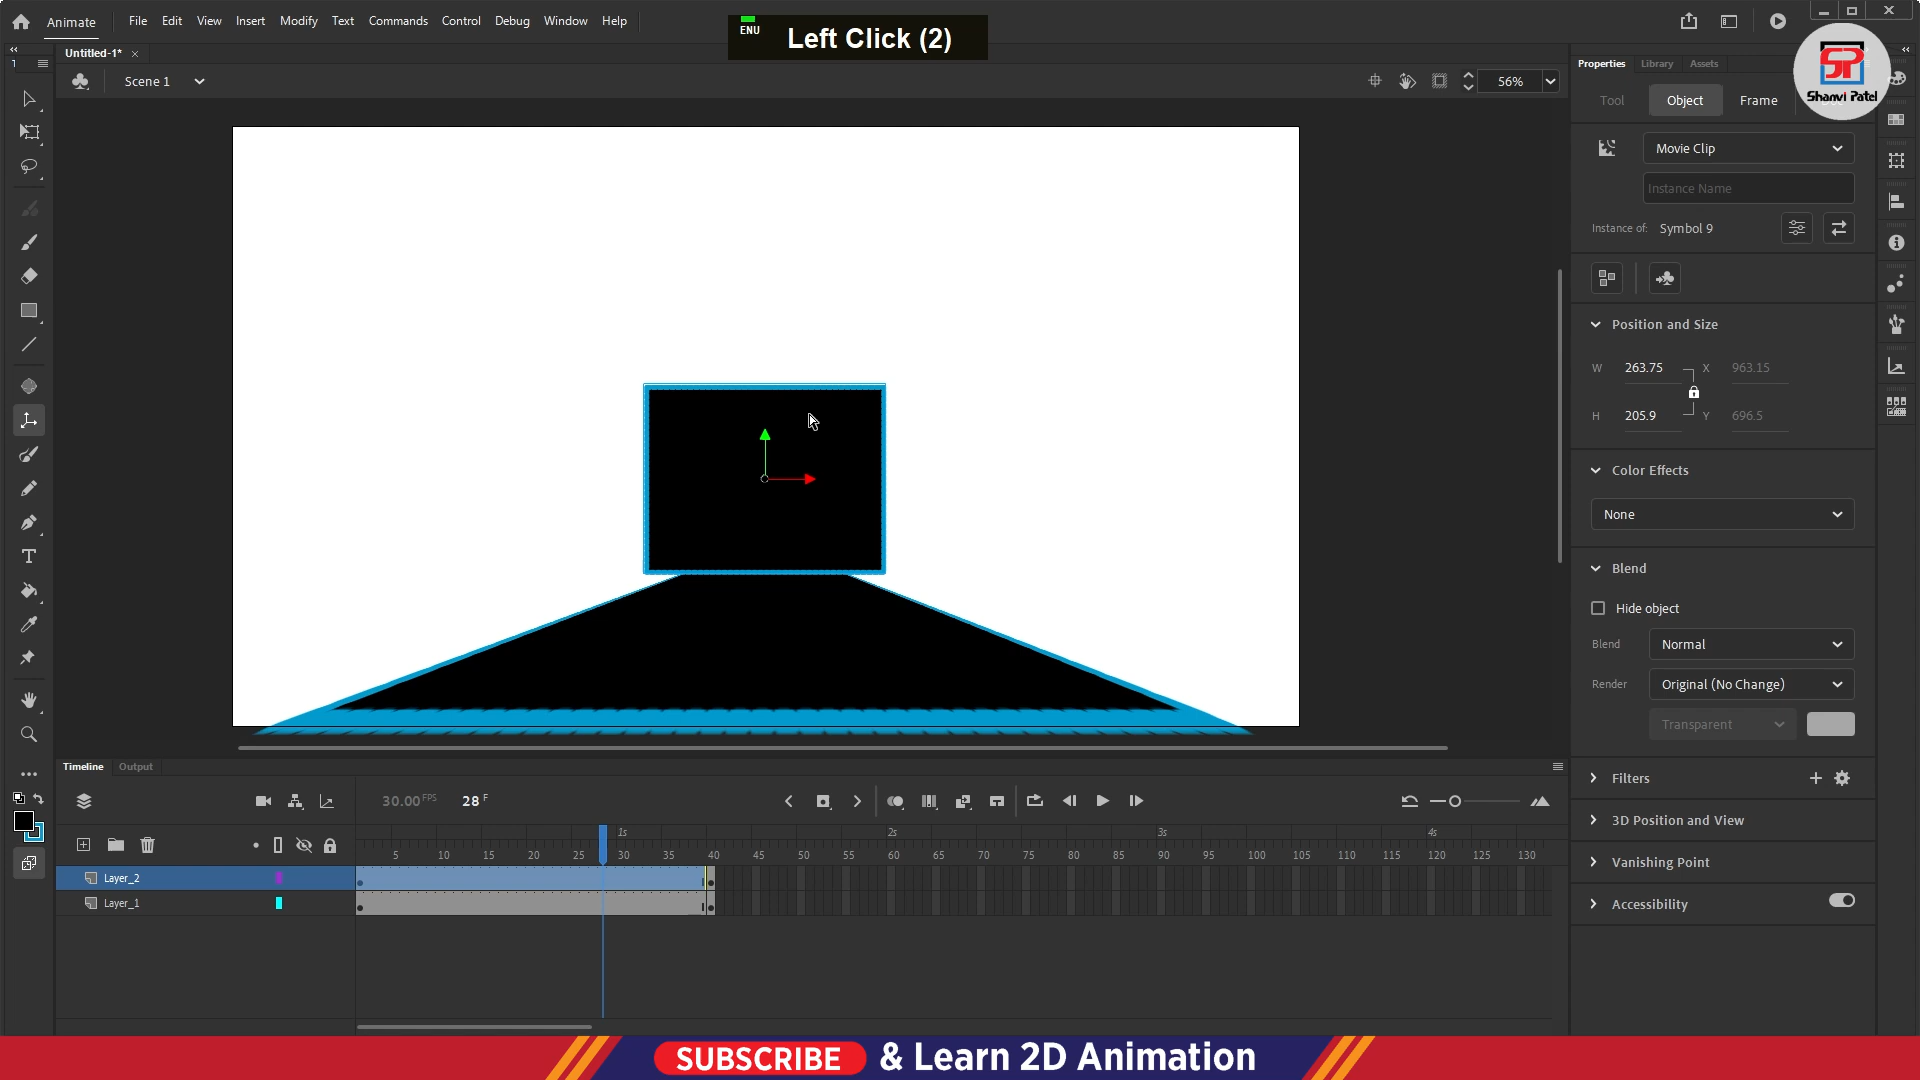 Animate File Edit View Insert Modify Text Commands Control Debug Window Help
ENU Left Click (2)
Untitled-1*
Scene 1
56%
Properties Library Assets
Tool Object Frame
SP
Shanvi Patel
Movie Clip
Instance Name
Instance of: Symbol 9
Position and Size
W 263.75 X 963.15
H 205.9 Y 696.5
Color Effects
None
Blend
Hide object
Blend Normal
Render Original (No Change)
Transparent
Filters
3D Position and View
Vanishing Point
Accessibility
Timeline Output
30.00 FPS 28 F
1s 2s 3s 4s
5 10 15 20 25 30 35 40 45 50 55 60 65 70 75 80 85 90 95 100 105 110 115 120 125 130
Layer_2
Layer_1
SUBSCRIBE & Learn 2D Animation